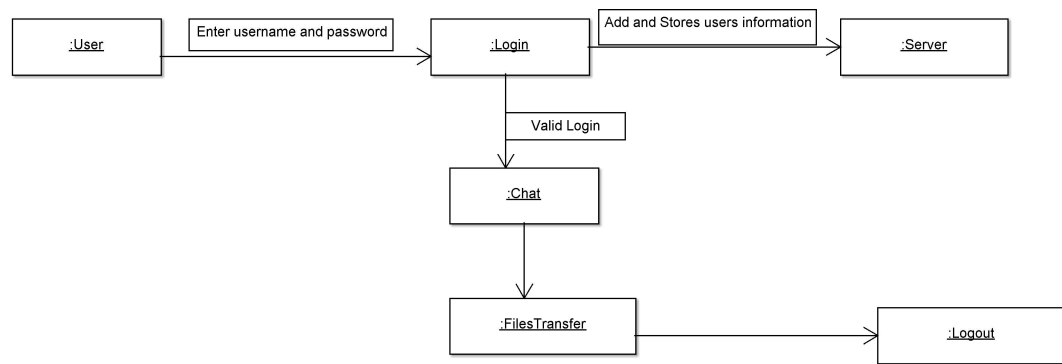 :User
Enter username and password
:Login
Add and Stores users information
:Server
Valid Login
:Chat
:FilesTransfer
:Logout